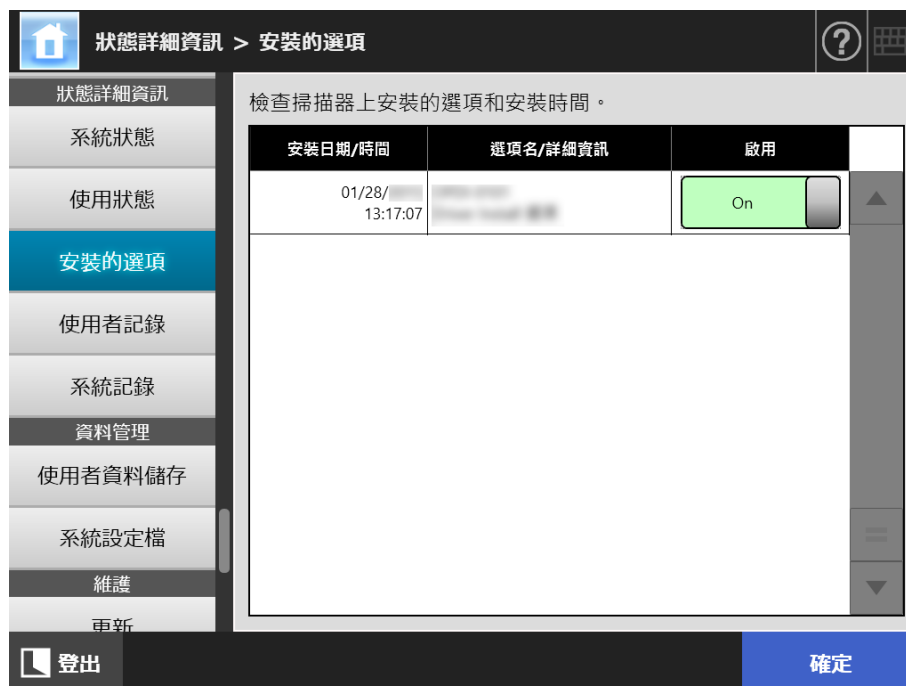 狀態詳細資訊 > 安裝的選項
狀態詳細資訊
系統狀態
使用狀態
安裝的選項
使用者記錄
系統記錄
資料管理
使用者資料儲存
系統設定檔
維護
更新
檢查掃描器上安裝的選項和安裝時間。
安裝日期/時間 選項名/詳細資訊 啟用
01/28/
13:17:07
On
登出
確定